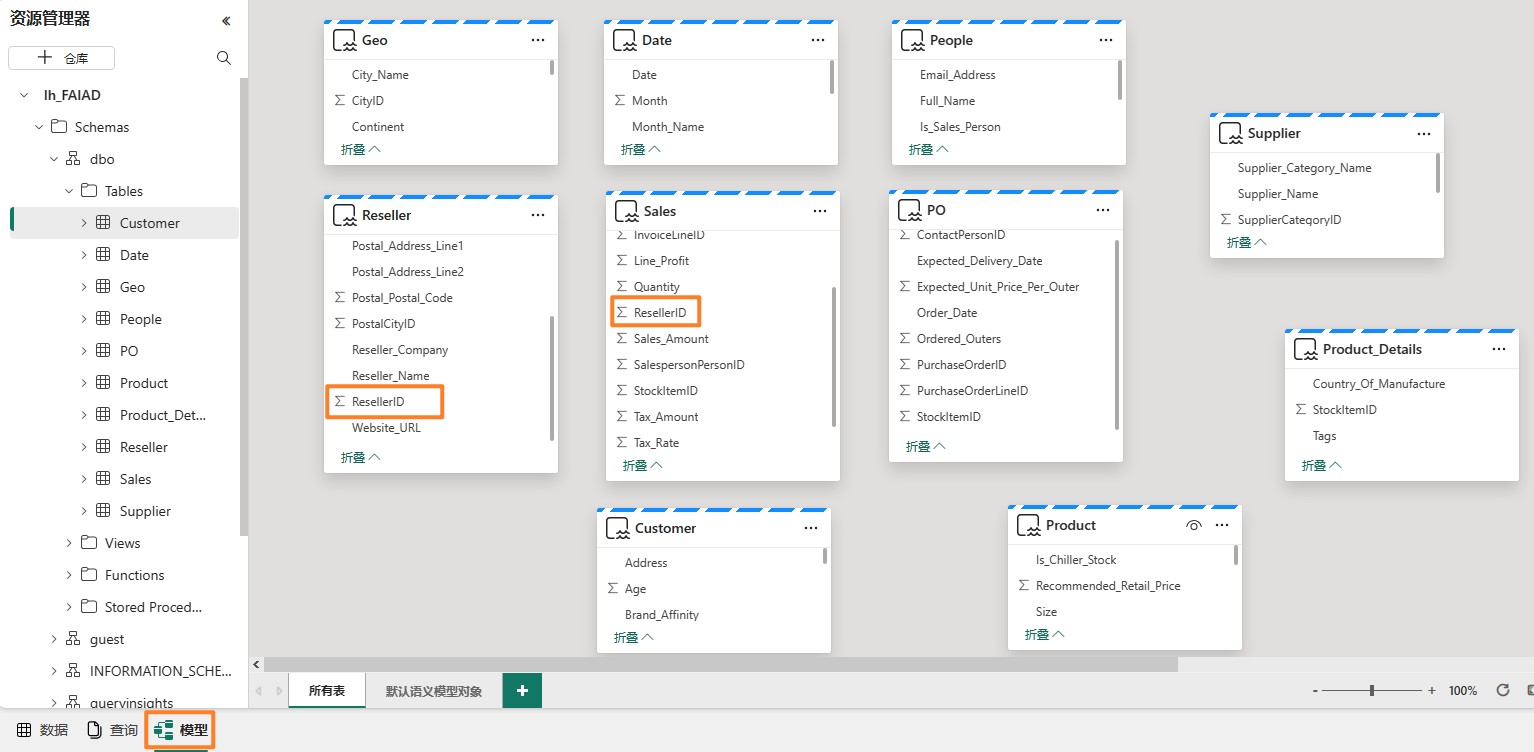 资源管理器
仓库
lh_FAIAD
Schemas
dbo
Tables
Customer
Date
Geo
People
PO
Product
Product_Det...
Reseller
Sales
Supplier
Views
Functions
Stored Proced...
guest
INFORMATION_SCHE...
queryinsights
Geo
City_Name
CityID
Continent
折叠
Date
Date
Month
Month_Name
折叠
People
Email_Address
Full_Name
Is_Sales_Person
折叠
Supplier
Supplier_Category_Name
Supplier_Name
SupplierCategoryID
折叠
Reseller
Postal_Address_Line1
Postal_Address_Line2
Postal_Postal_Code
PostalCityID
Reseller_Company
Reseller_Name
ResellerID
Website_URL
折叠
Sales
InvoiceLineID
Line_Profit
Quantity
ResellerID
Sales_Amount
SalespersonPersonID
StockItemID
Tax_Amount
Tax_Rate
折叠
PO
ContactPersonID
Expected_Delivery_Date
Expected_Unit_Price_Per_Outer
Order_Date
Ordered_Outers
PurchaseOrderID
PurchaseOrderLineID
StockItemID
折叠
Product_Details
Country_Of_Manufacture
StockItemID
Tags
折叠
Customer
Address
Age
Brand_Affinity
折叠
Product
Is_Chiller_Stock
Recommended_Retail_Price
Size
折叠
所有表
默认语义模型对象
+
- + 100%
数据
查询
模型